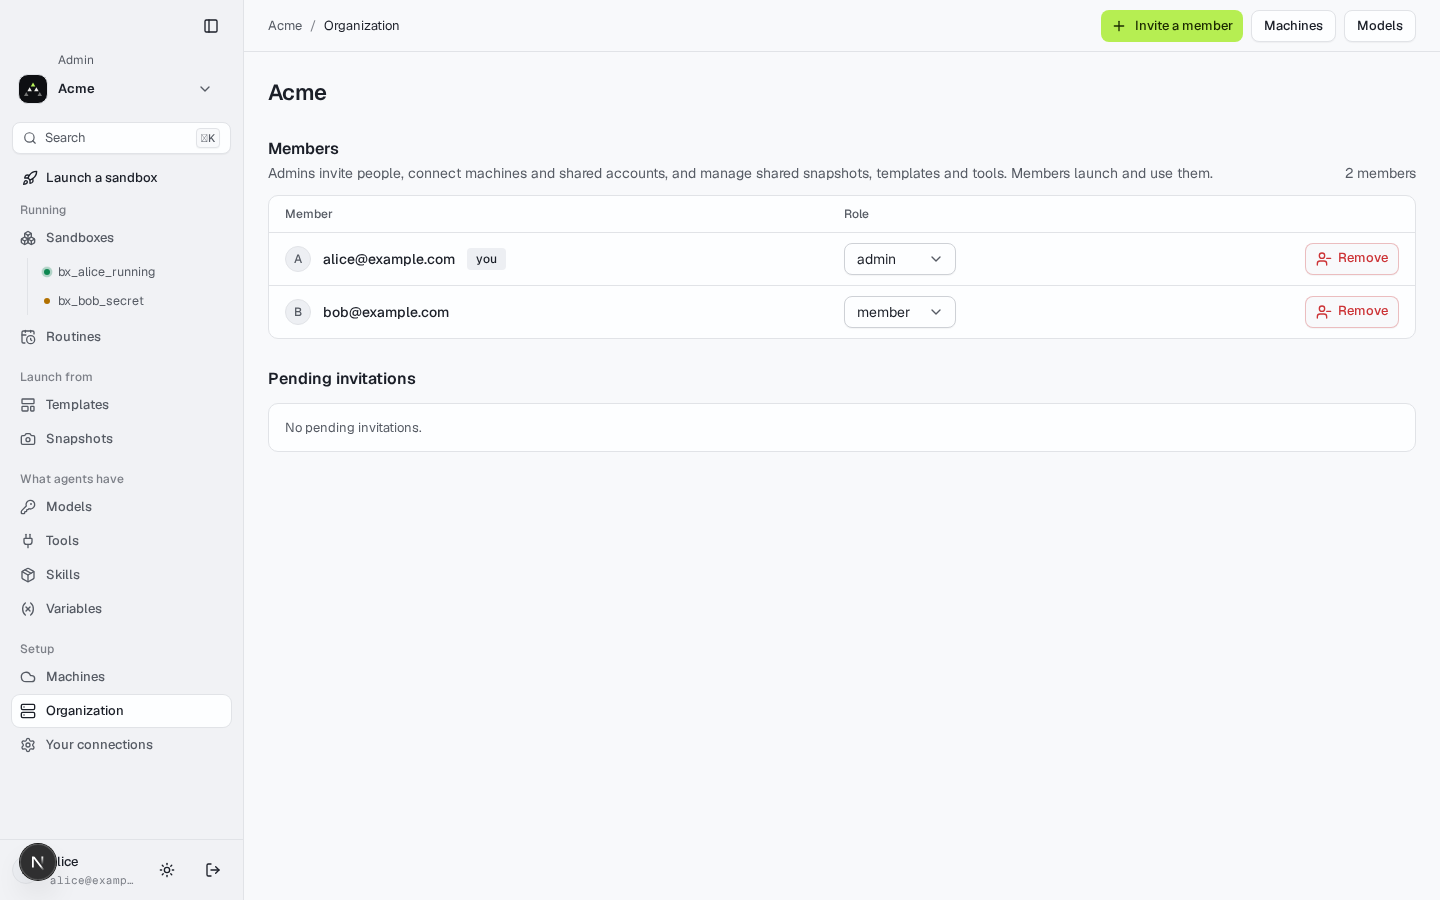 Admin
Acme
Search
K
Launch a sandbox
Running
Sandboxes
bx_alice_running
bx_bob_secret
Routines
Launch from
Templates
Snapshots
What agents have
Models
Tools
Skills
Variables
Setup
Machines
Organization
Your connections
N
lice
alice@examp…
Acme / Organization
Invite a member
Machines
Models
Acme
Members
Admins invite people, connect machines and shared accounts, and manage shared snapshots, templates and tools. Members launch and use them.
2 members
Member Role
A alice@example.com you admin Remove
B bob@example.com member Remove
Pending invitations
No pending invitations.